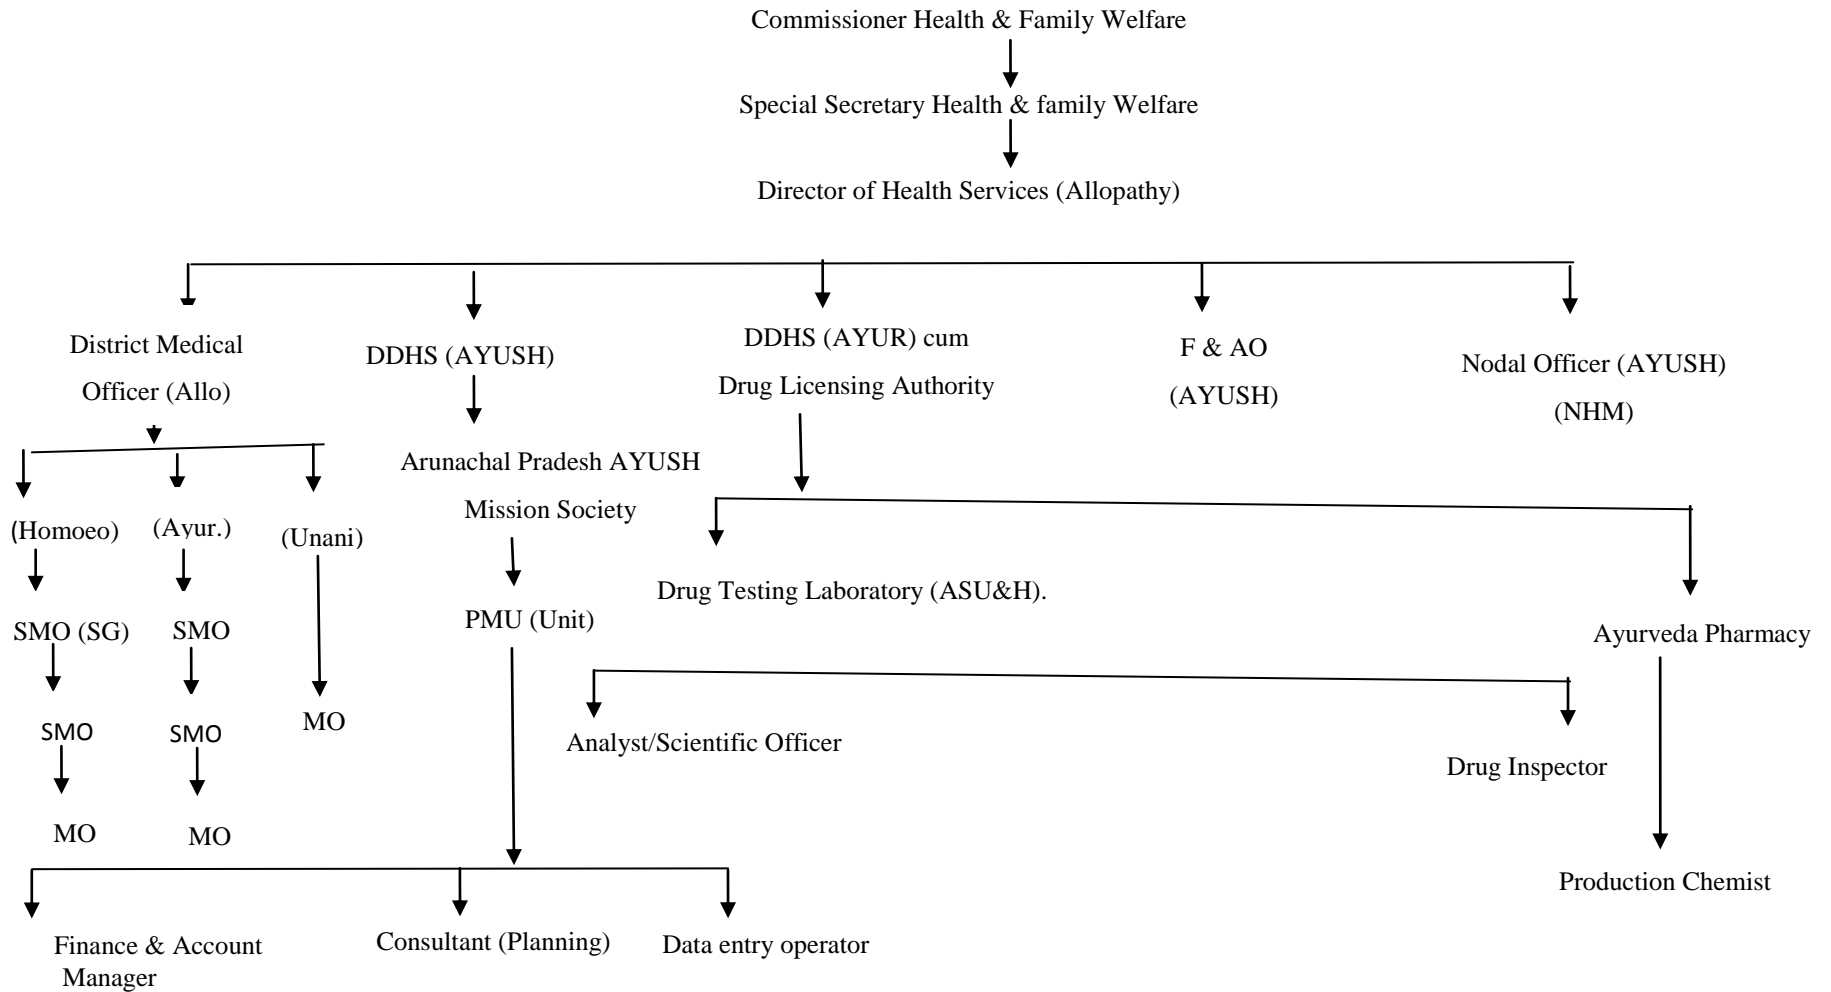 Commissioner Health & Family Welfare
Special Secretary Health & family Welfare
Director of Health Services (Allopathy)
District Medical
Officer (Allo)
DDHS (AYUSH)
DDHS (AYUR) cum
Drug Licensing Authority
F & AO
(AYUSH)
Nodal Officer (AYUSH)
(NHM)
(Homoeo)
(Ayur.)
(Unani)
Arunachal Pradesh AYUSH
Mission Society
SMO (SG)
SMO
PMU (Unit)
Drug Testing Laboratory (ASU&H).
Ayurveda Pharmacy
SMO
SMO
MO
Analyst/Scientific Officer
Drug Inspector
MO
MO
Production Chemist
Finance & Account
Manager
Consultant (Planning)
Data entry operator